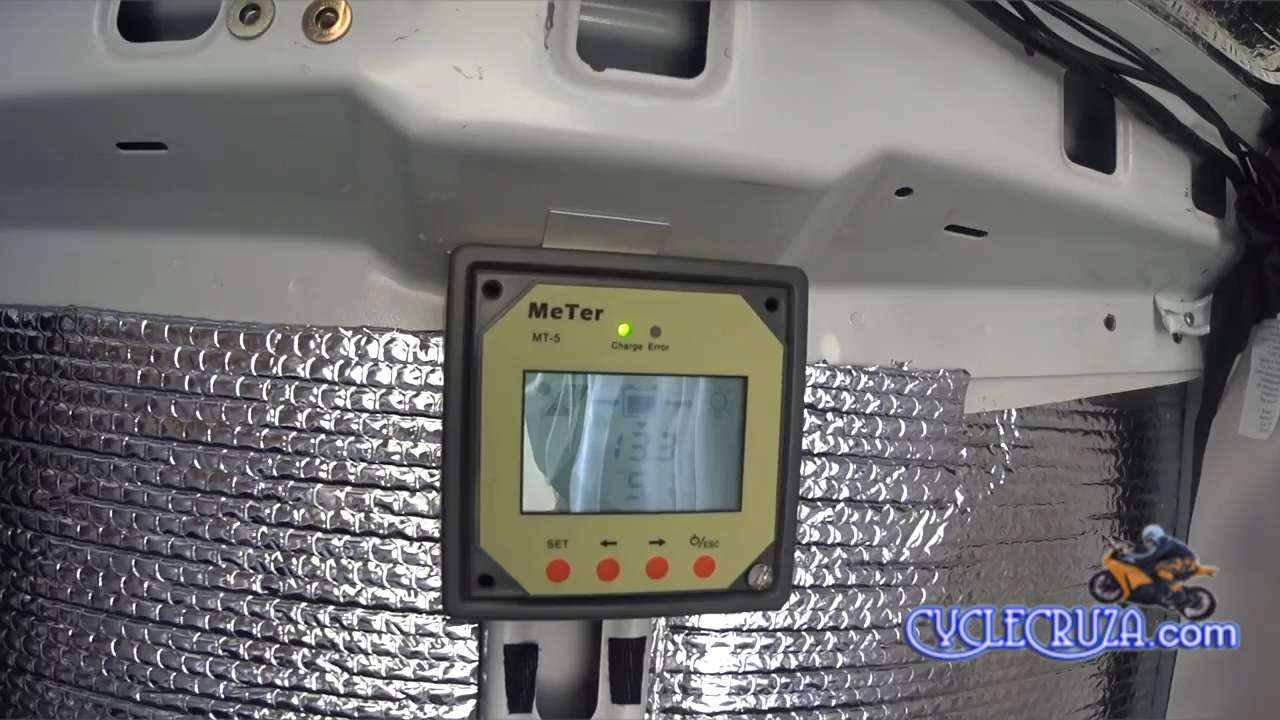 MeTer
MT-5
Charge Error
SET
⏻/ESC
CYCLECRUZA.com